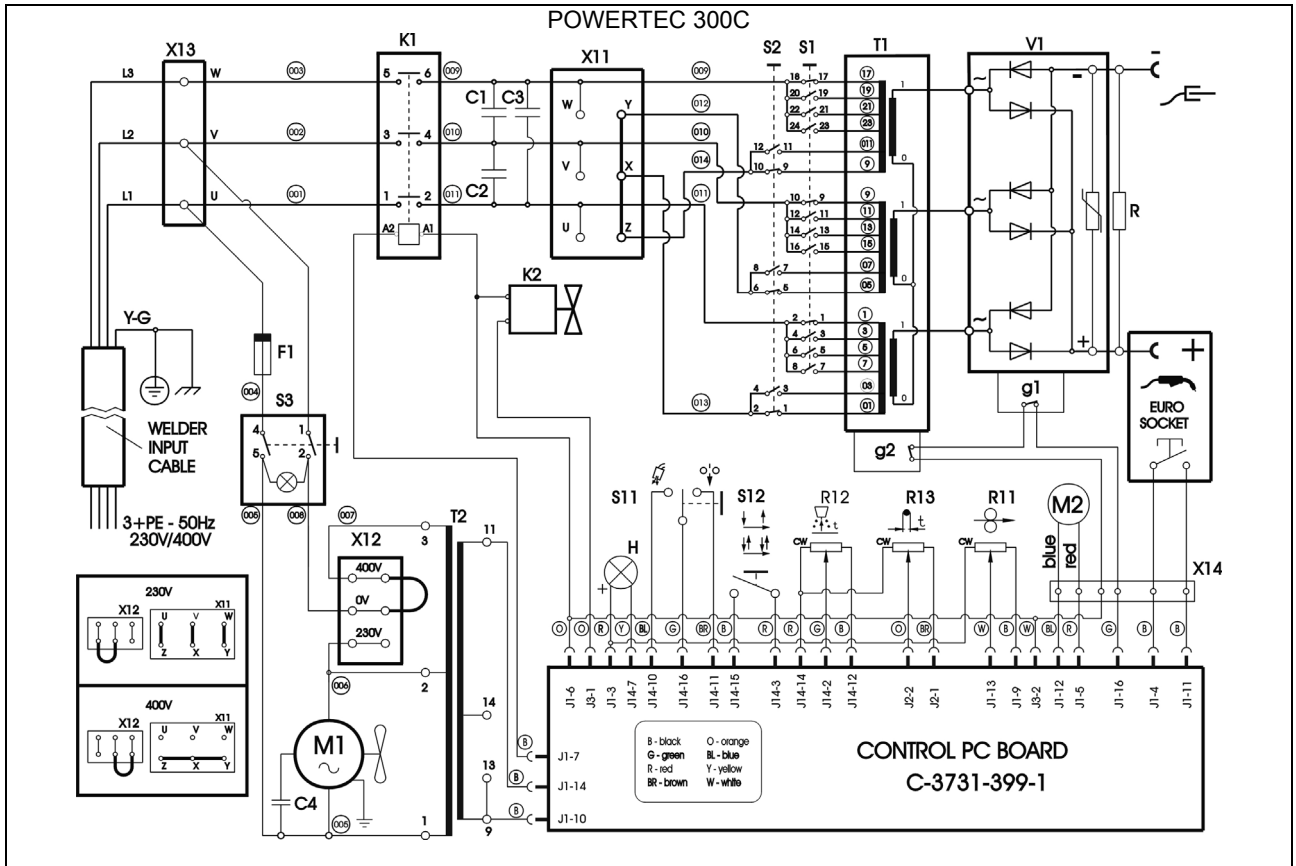 POWERTEC 300C
X13
K1
X11
S2 S1
T1
V1
L3 W 003 5 6 009 C1 C3 W Y 009 18 17 17
20 19 19
012 22 21 21
24 23 23
L2 V 002 3 4 010 V X 010 12 11 011
014 10 9 9
C2
L1 U 001 1 2 011 U Z 011 10 9 9
12 11 11
14 13 13
16 15 15
A2 A1
8 7 07
6 5 05
K2
2 1 1
4 3 3
6 5 5
8 7 7
013 4 3 03
2 1 01
1 0
1 0
1 0
~ ~ ~
- + R
g1
g2
- +
EURO
SOCKET
Y-G
F1
004
S3
4 1
5 2
WELDER
INPUT
CABLE
3+PE - 50Hz
230V/400V
005 008 007
X12
400V
0V
230V
T2
3 11
2 14
13
1 9
006
M1
~
C4
005
230V
X12 X11
U V W
Z X Y
400V
X12 X11
U V W
Z X Y
S11 S12 R12 R13 R11 M2
t t
CW CW CW
H
+
blue
red
X14
O O R Y BL G BR B R R G B O BR W B W BL R G B B
J1-6 J3-1 J1-3 J14-7 J14-10 J14-16 J14-11 J14-15 J14-3 J14-14 J14-2 J14-12 J2-2 J2-1 J1-13 J1-9 J3-2 J1-12 J1-5 J1-16 J1-4 J1-11
B J1-7
B J1-14
B J1-10
B - black O - orange
G - green BL - blue
R - red Y - yellow
BR - brown W - white
CONTROL PC BOARD
C-3731-399-1